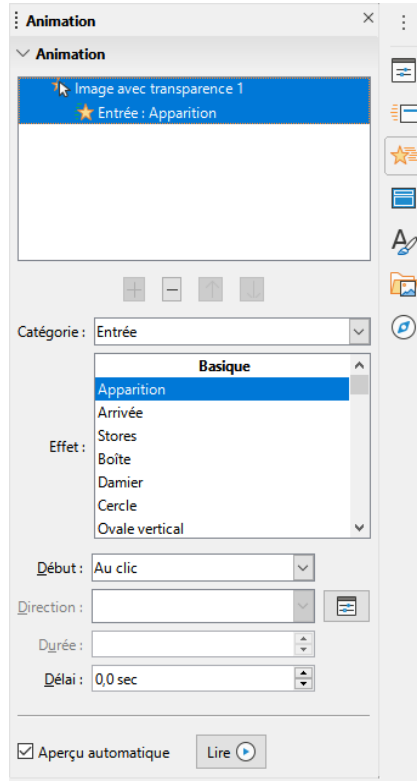 Animation
Animation
Image avec transparence 1
Entrée : Apparition
Catégorie : Entrée
Basique
Apparition
Arrivée
Stores
Boîte
Damier
Cercle
Ovale vertical
Effet :
Début : Au clic
Direction :
Durée :
Délai : 0,0 sec
Aperçu automatique Lire